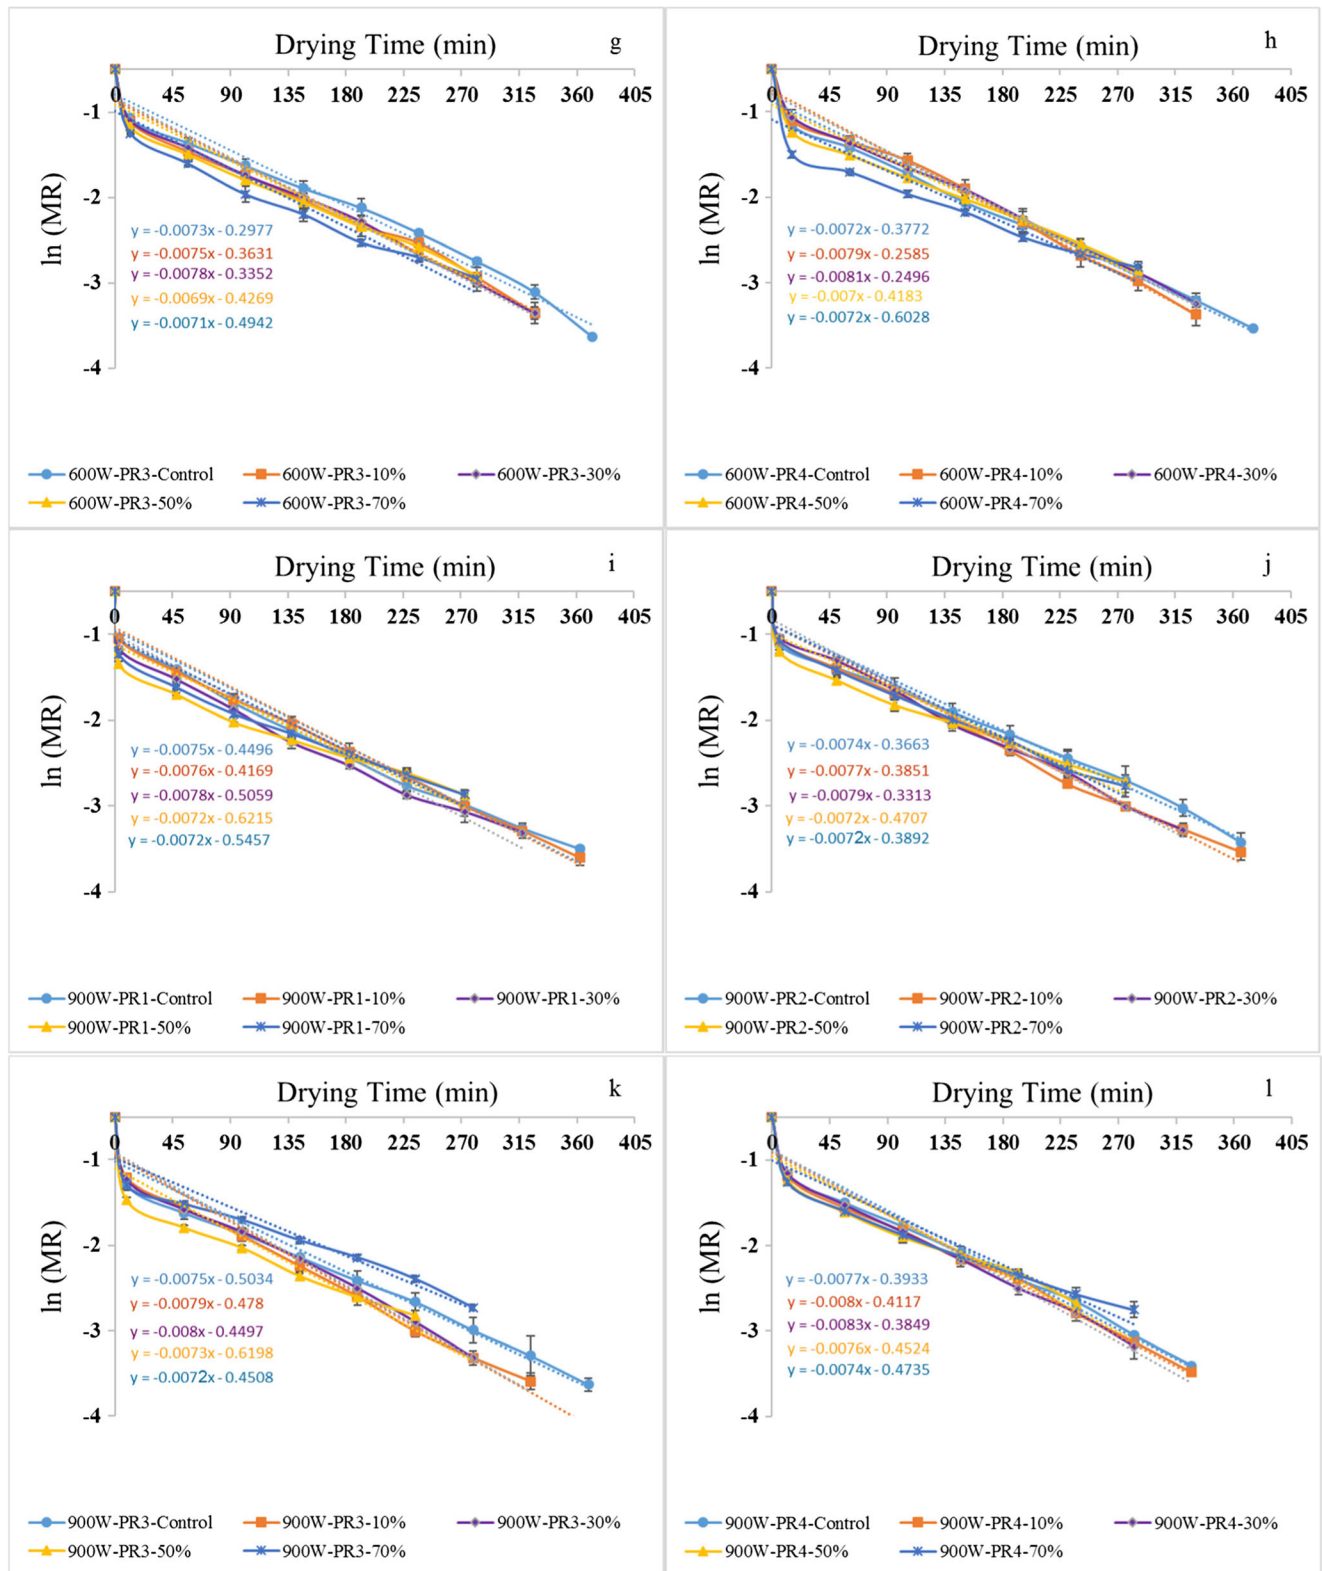 Drying Time (min)
g
0 45 90 135 180 225 270 315 360 405
-1
-2
-3
-4
ln (MR)
y = -0.0073x - 0.2977
y = -0.0075x - 0.3631
y = -0.0078x - 0.3352
y = -0.0069x - 0.4269
y = -0.0071x - 0.4942
600W-PR3-Control 600W-PR3-10% 600W-PR3-30%
600W-PR3-50% 600W-PR3-70%
Drying Time (min)
h
0 45 90 135 180 225 270 315 360 405
-1
-2
-3
-4
ln (MR)
y = -0.0072x - 0.3772
y = -0.0079x - 0.2585
y = -0.0081x - 0.2496
y = -0.007x - 0.4183
y = -0.0072x - 0.6028
600W-PR4-Control 600W-PR4-10% 600W-PR4-30%
600W-PR4-50% 600W-PR4-70%
Drying Time (min)
i
0 45 90 135 180 225 270 315 360 405
-1
-2
-3
-4
ln (MR)
y = -0.0075x - 0.4496
y = -0.0076x - 0.4169
y = -0.0078x - 0.5059
y = -0.0072x - 0.6215
y = -0.0072x - 0.5457
900W-PR1-Control 900W-PR1-10% 900W-PR1-30%
900W-PR1-50% 900W-PR1-70%
Drying Time (min)
j
0 45 90 135 180 225 270 315 360 405
-1
-2
-3
-4
ln (MR)
y = -0.0074x - 0.3663
y = -0.0077x - 0.3851
y = -0.0079x - 0.3313
y = -0.0072x - 0.4707
y = -0.0072x - 0.3892
900W-PR2-Control 900W-PR2-10% 900W-PR2-30%
900W-PR2-50% 900W-PR2-70%
Drying Time (min)
k
0 45 90 135 180 225 270 315 360 405
-1
-2
-3
-4
ln (MR)
y = -0.0075x - 0.5034
y = -0.0079x - 0.478
y = -0.008x - 0.4497
y = -0.0073x - 0.6198
y = -0.0072x - 0.4508
900W-PR3-Control 900W-PR3-10% 900W-PR3-30%
900W-PR3-50% 900W-PR3-70%
Drying Time (min)
l
0 45 90 135 180 225 270 315 360 405
-1
-2
-3
-4
ln (MR)
y = -0.0077x - 0.3933
y = -0.008x - 0.4117
y = -0.0083x - 0.3849
y = -0.0076x - 0.4524
y = -0.0074x - 0.4735
900W-PR4-Control 900W-PR4-10% 900W-PR4-30%
900W-PR4-50% 900W-PR4-70%